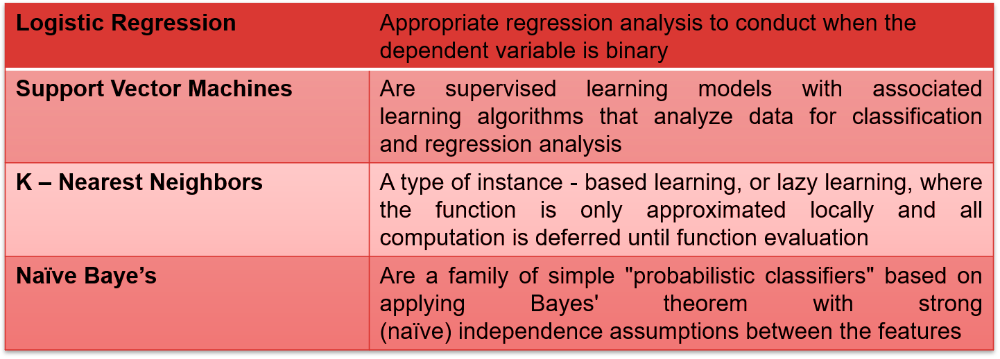 Logistic Regression
Appropriate regression analysis to conduct when the
dependent variable is binary
Support Vector Machines
Are supervised learning models with associated
learning algorithms that analyze data for classification
and regression analysis
K – Nearest Neighbors
A type of instance - based learning, or lazy learning, where
the function is only approximated locally and all
computation is deferred until function evaluation
Naïve Baye’s
Are a family of simple "probabilistic classifiers" based on
applying Bayes' theorem with strong
(naïve) independence assumptions between the features